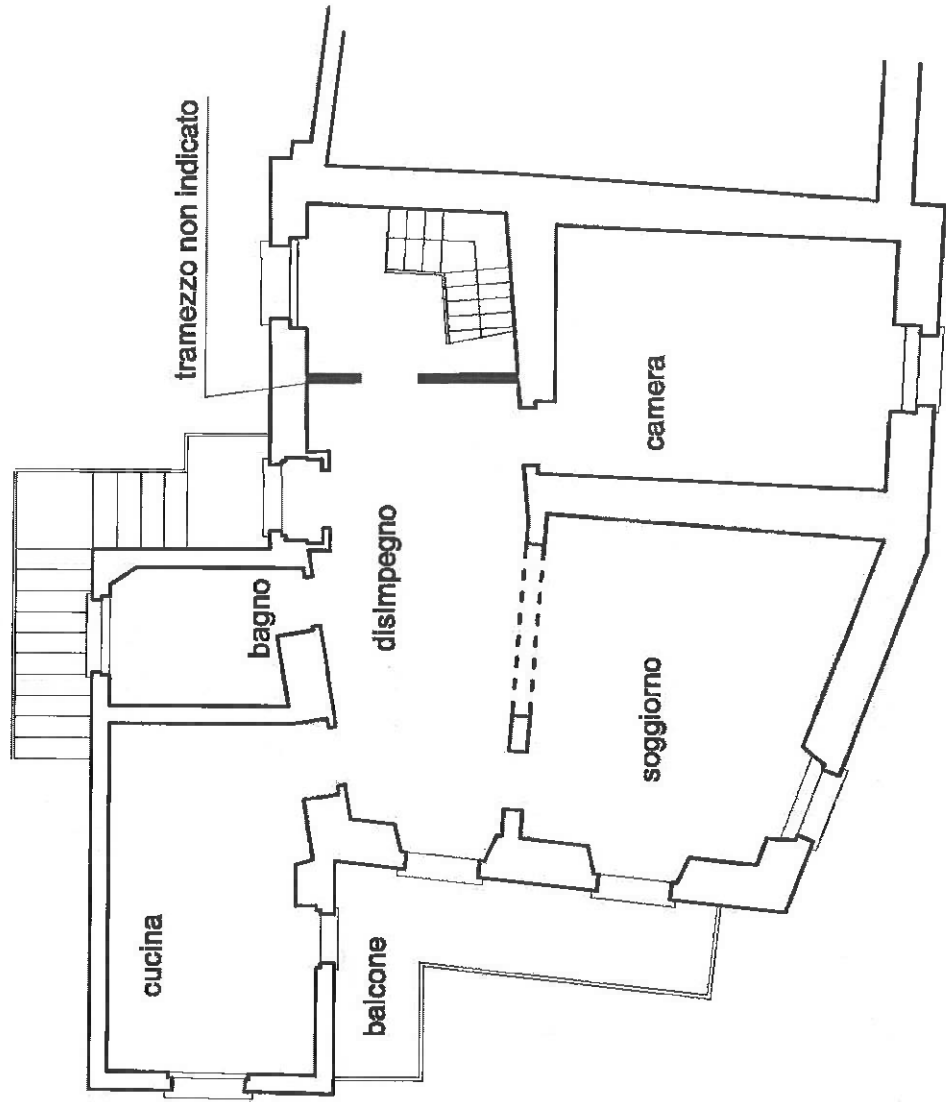 tramezzo non indicato
bagno
disimpegno
camera
cucina
soggiorno
balcone